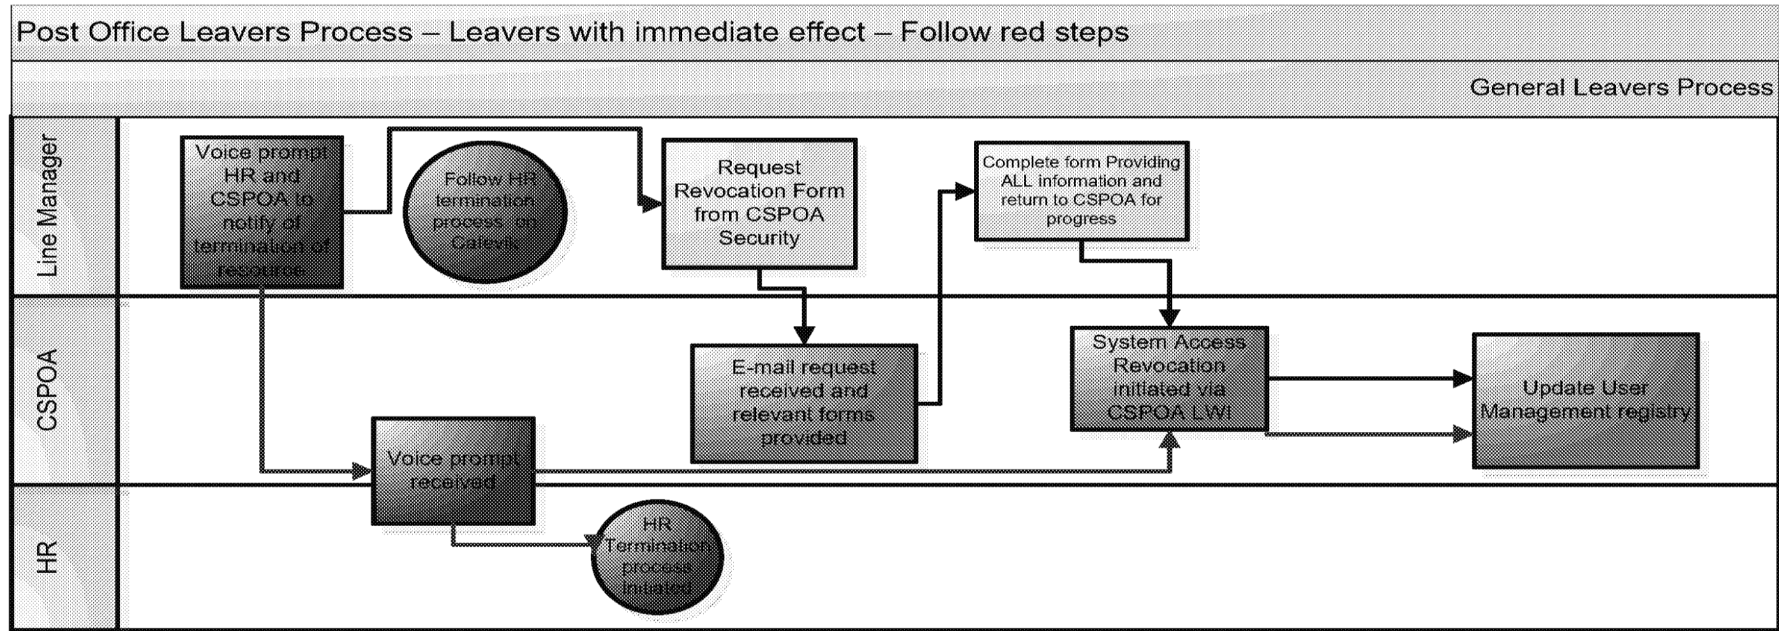 Post Office Leavers Process – Leavers with immediate effect – Follow red steps
General Leavers Process
Line Manager
Voice prompt
HR and
CSPOA to
notify of
termination of
resource
Follow HR
termination
process on
Cafevik
Request
Revocation Form
from CSPOA
Security
Complete form Providing
ALL information and
return to CSPOA for
progress
CSPOA
E-mail request
received and
relevant forms
provided
System Access
Revocation
initiated via
CSPOA LWI
Update User
Management registry
Voice prompt
received
HR
HR
Termination
process
Initiated